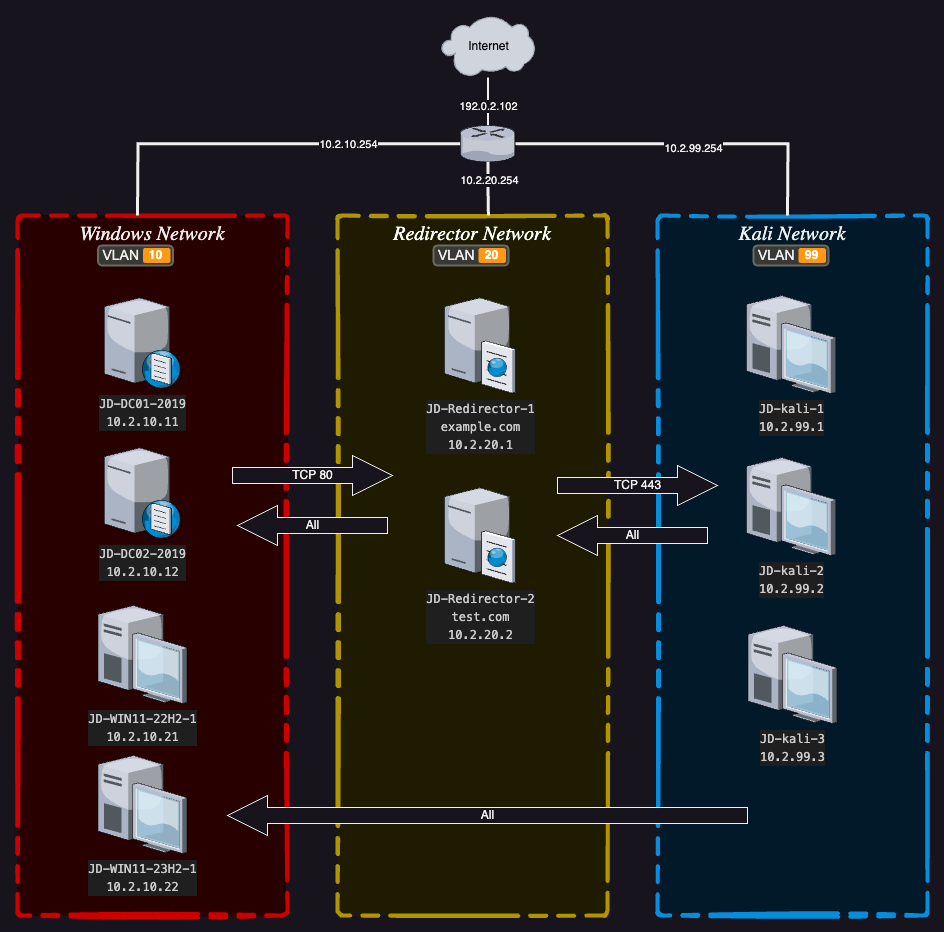 Internet
192.0.2.102
10.2.10.254
10.2.99.254
10.2.20.254
Windows Network
VLAN 10
JD-DC01-2019
10.2.10.11
JD-DC02-2019
10.2.10.12
JD-WIN11-22H2-1
10.2.10.21
JD-WIN11-23H2-1
10.2.10.22
TCP 80
All
Redirector Network
VLAN 20
JD-Redirector-1
example.com
10.2.20.1
JD-Redirector-2
test.com
10.2.20.2
TCP 443
All
Kali Network
VLAN 99
JD-kali-1
10.2.99.1
JD-kali-2
10.2.99.2
JD-kali-3
10.2.99.3
All